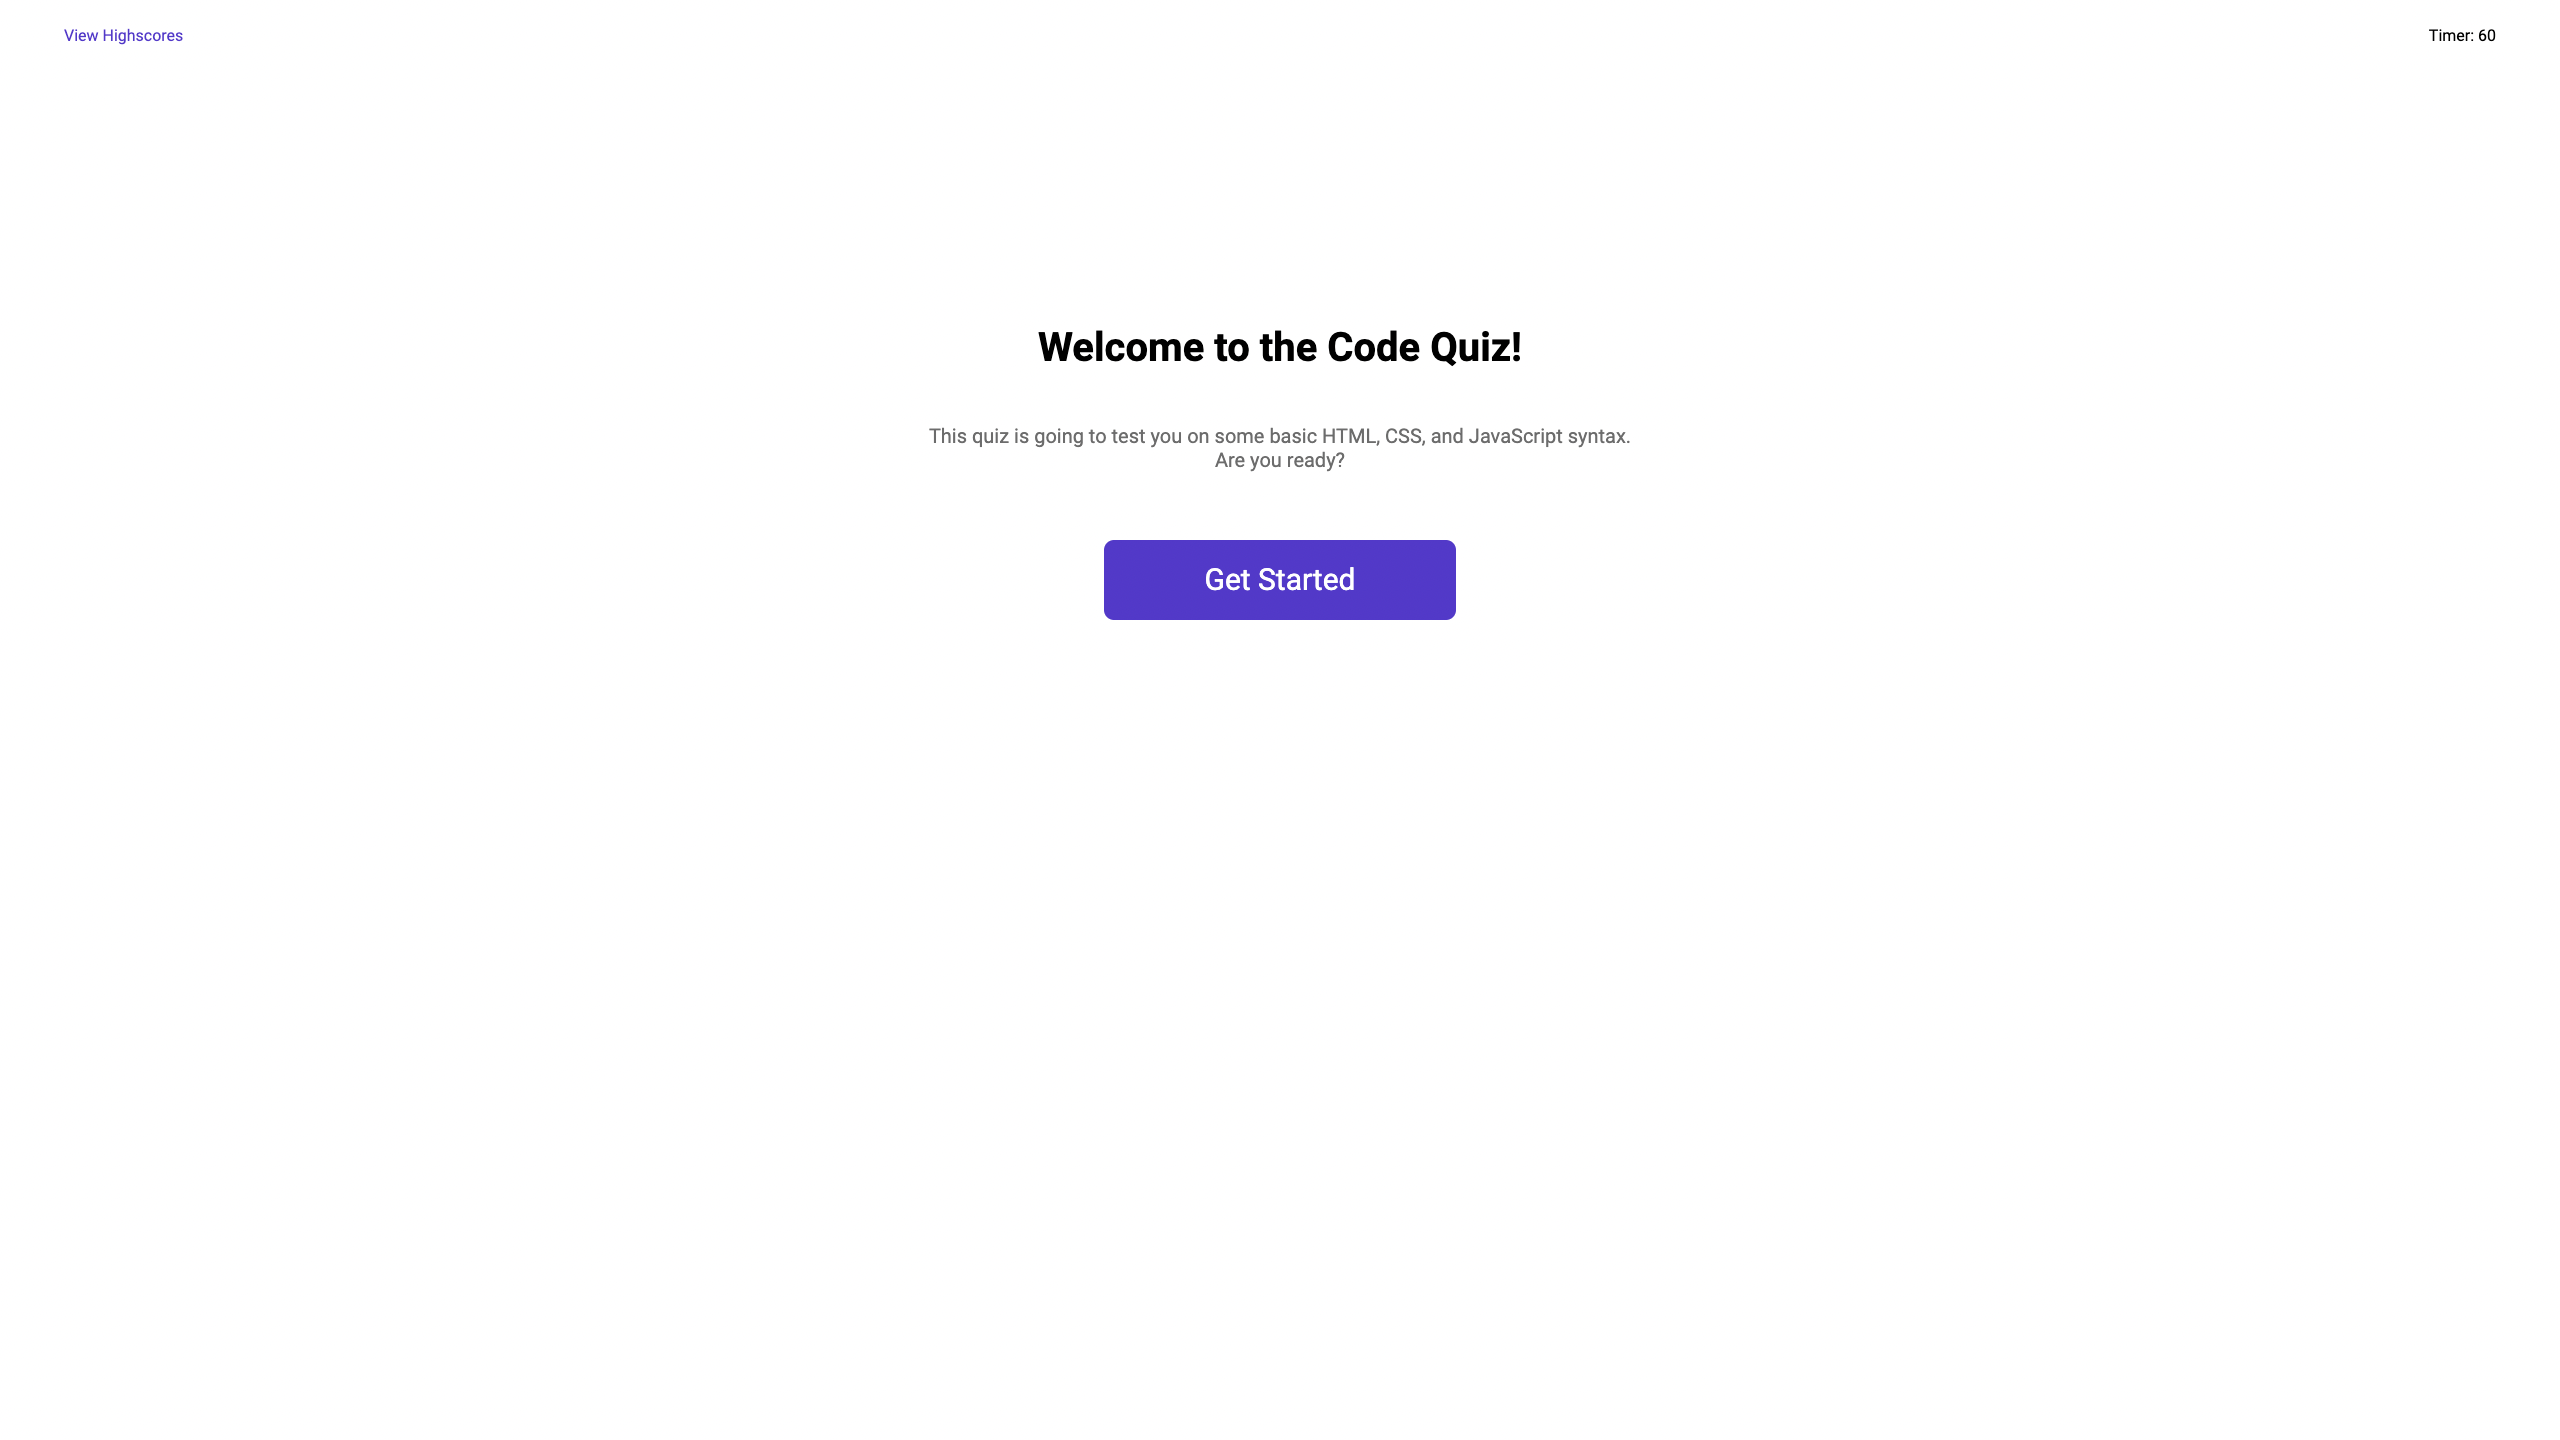 View Highscores
Timer: 60
Welcome to the Code Quiz!
This quiz is going to test you on some basic HTML, CSS, and JavaScript syntax.
Are you ready?
Get Started